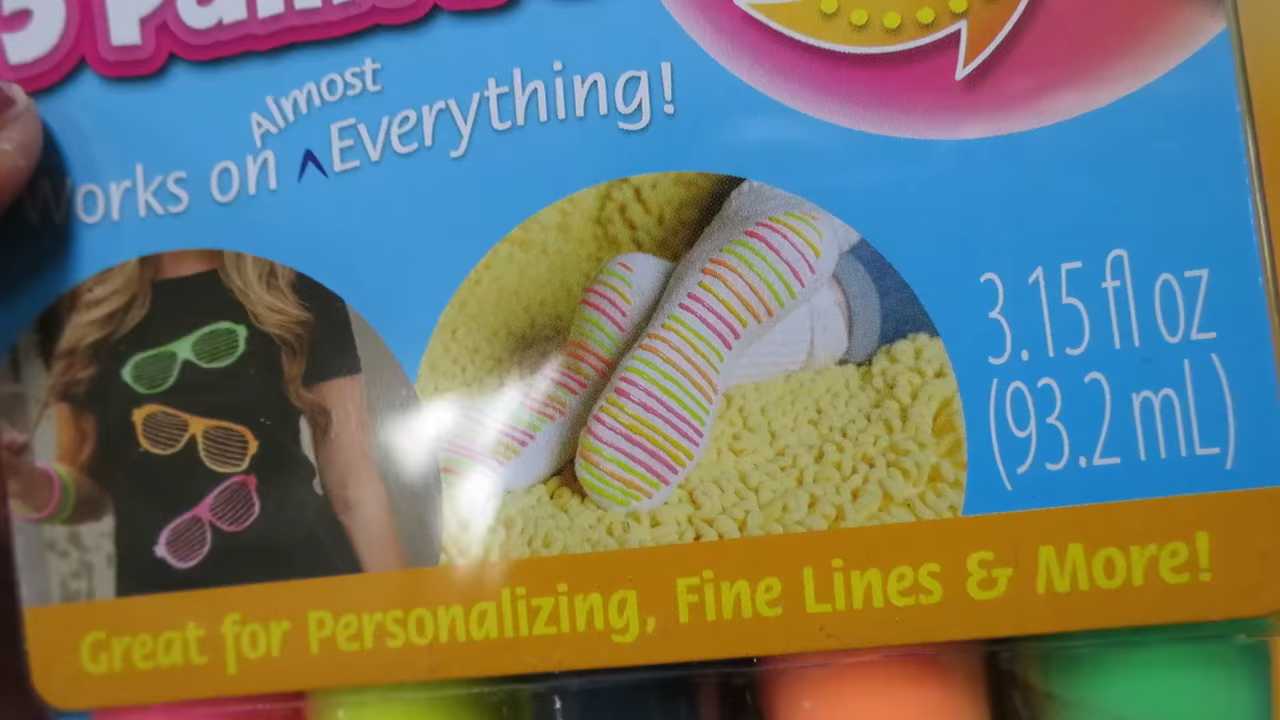 Works on Almost Everything!
3.15 fl oz
(93.2 mL)
Great for Personalizing, Fine Lines & More!